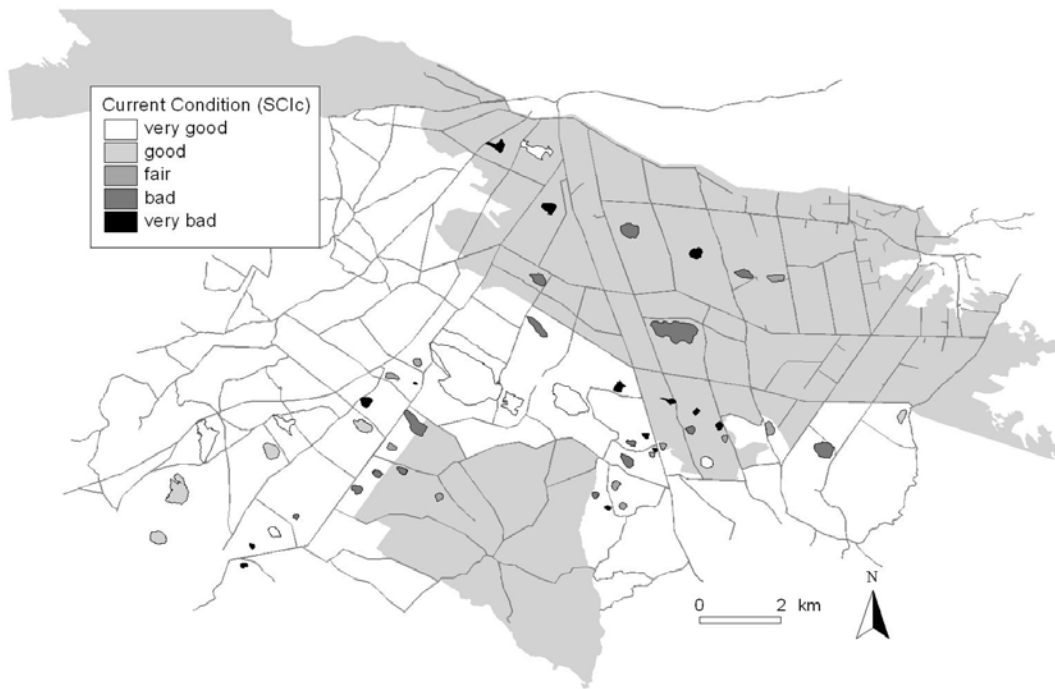 Current Condition (SCIc)
very good
good
fair
bad
very bad
N
0 2 km